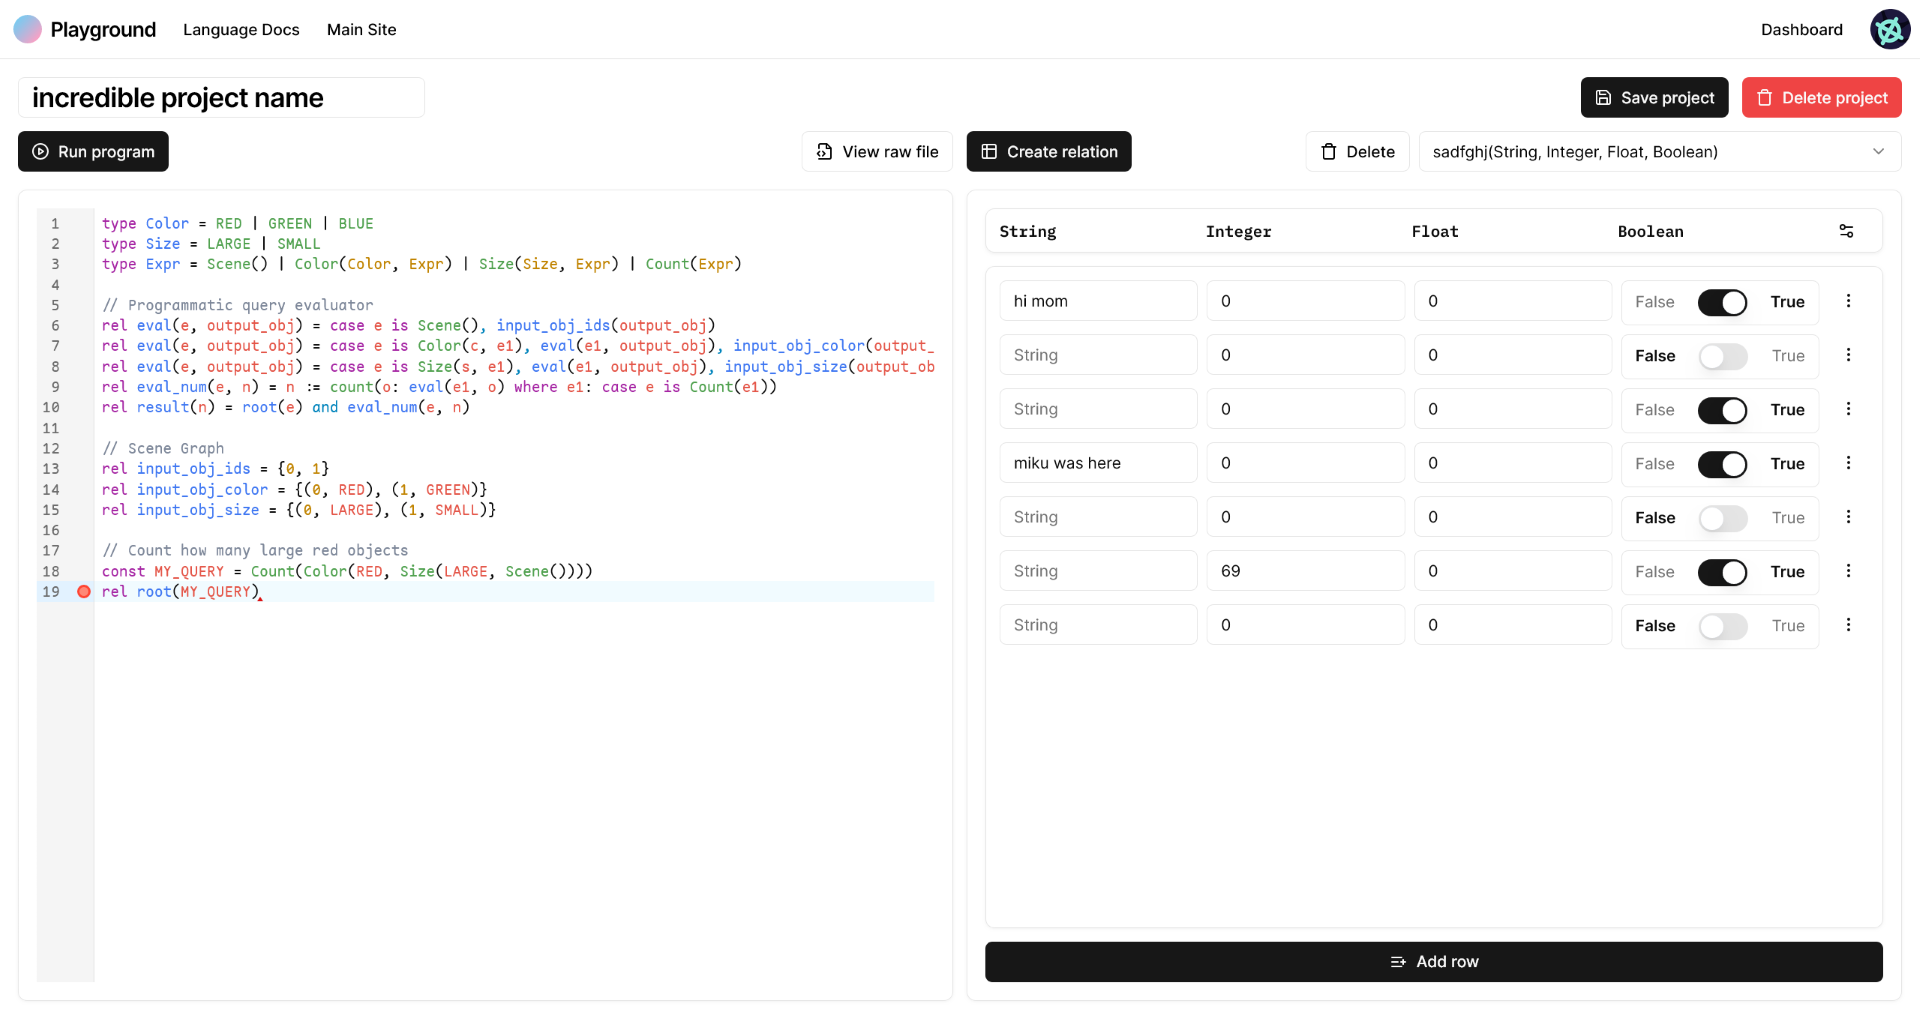 Playground Language Docs Main Site Dashboard
incredible project name Save project Delete project
Run program View raw file Create relation Delete sadfghj(String, Integer, Float, Boolean)
1 type Color = RED | GREEN | BLUE
2 type Size = LARGE | SMALL
3 type Expr = Scene() | Color(Color, Expr) | Size(Size, Expr) | Count(Expr)
4
5 // Programmatic query evaluator
6 rel eval(e, output_obj) = case e is Scene(), input_obj_ids(output_obj)
7 rel eval(e, output_obj) = case e is Color(c, e1), eval(e1, output_obj), input_obj_color(output_
8 rel eval(e, output_obj) = case e is Size(s, e1), eval(e1, output_obj), input_obj_size(output_ob
9 rel eval_num(e, n) = n := count(o: eval(e1, o) where e1: case e is Count(e1))
10 rel result(n) = root(e) and eval_num(e, n)
11
12 // Scene Graph
13 rel input_obj_ids = {0, 1}
14 rel input_obj_color = {(0, RED), (1, GREEN)}
15 rel input_obj_size = {(0, LARGE), (1, SMALL)}
16
17 // Count how many large red objects
18 const MY_QUERY = Count(Color(RED, Size(LARGE, Scene())))
19 rel root(MY_QUERY)
String Integer Float Boolean
hi mom 0 0 False True
String 0 0 False True
String 0 0 False True
miku was here 0 0 False True
String 0 0 False True
String 69 0 False True
String 0 0 False True
Add row